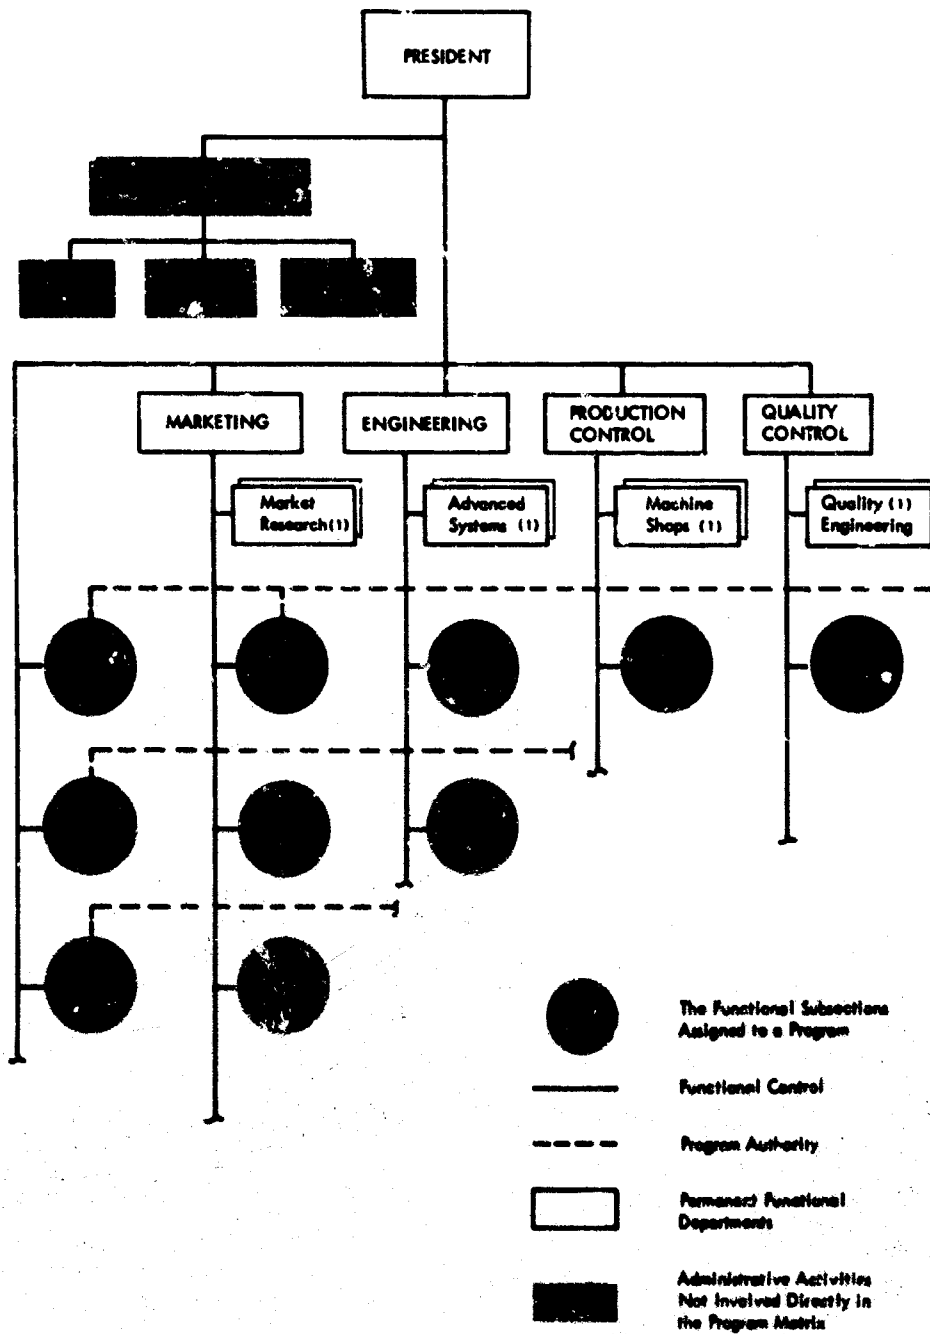 PRESIDENT
MARKETING
ENGINEERING
PRODUCTION
CONTROL
QUALITY
CONTROL
Market
Research (1)
Advanced
Systems (1)
Machine
Shops (1)
Quality (1)
Engineering
The Functional Subsections
Assigned to a Program
Functional Control
Program Authority
Permanent Functional
Departments
Administrative Activities
Not Involved Directly in
the Program Matrix